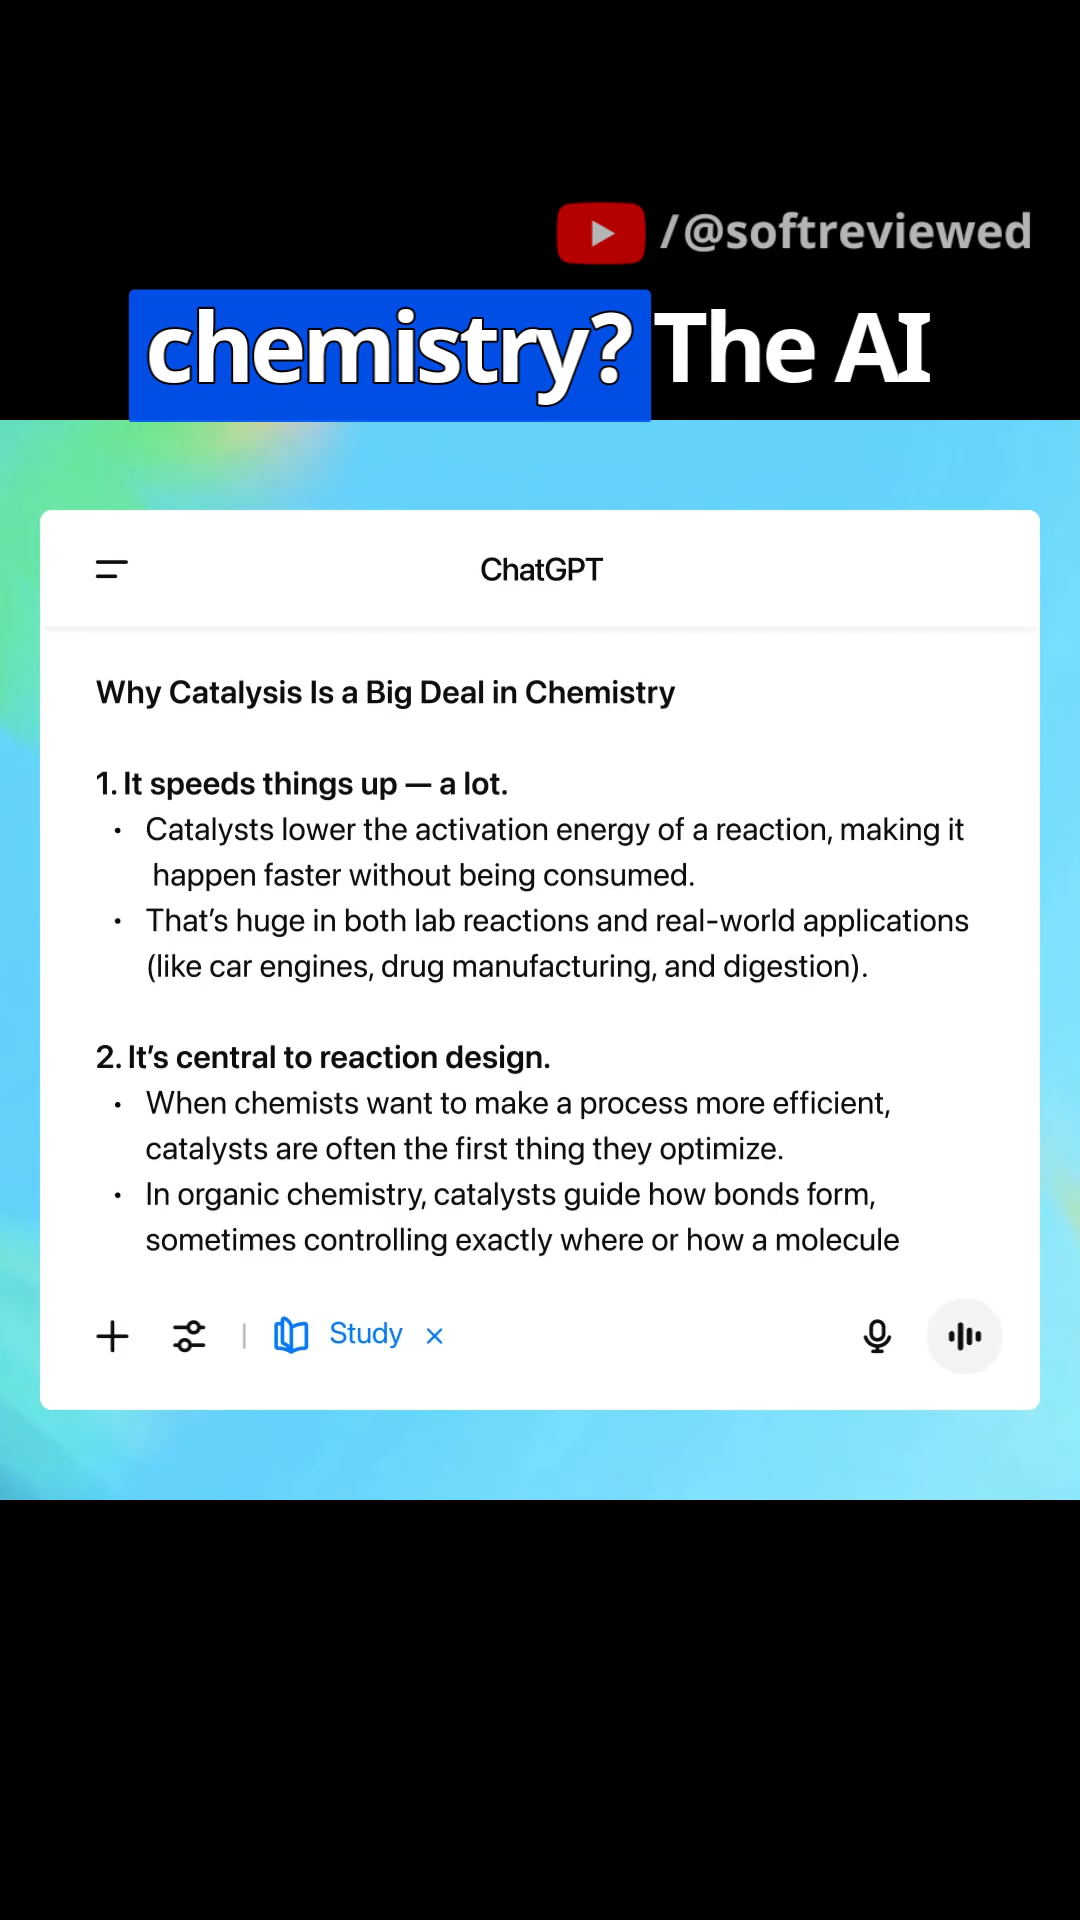 /@softreviewed
chemistry? The AI
ChatGPT
Why Catalysis Is a Big Deal in Chemistry
1. It speeds things up — a lot.
• Catalysts lower the activation energy of a reaction, making it
happen faster without being consumed.
• That’s huge in both lab reactions and real-world applications
(like car engines, drug manufacturing, and digestion).
2. It’s central to reaction design.
• When chemists want to make a process more efficient,
catalysts are often the first thing they optimize.
• In organic chemistry, catalysts guide how bonds form,
sometimes controlling exactly where or how a molecule
Study